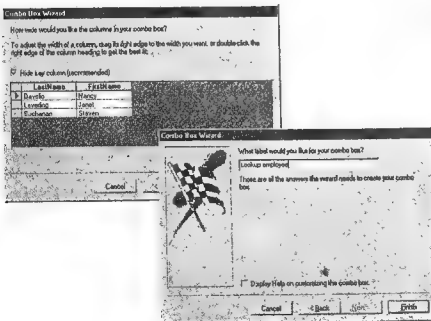 Combo Box Wizard
How wide would you like the columns in your combo box?
To adjust the width of a column, drag its right edge to the width you want, or double-click the
right edge of the column heading to get the best fit.
Hide key column (recommended)
LastName FirstName
Davolio Nancy
Leverling Janet
Buchanan Steven
Cancel
Combo Box Wizard
What label would you like for your combo box?
Lookup employee
Those are all the answers the wizard needs to create your combo
box.
Display Help on customizing the combo box.
Cancel < Back Next > Finish